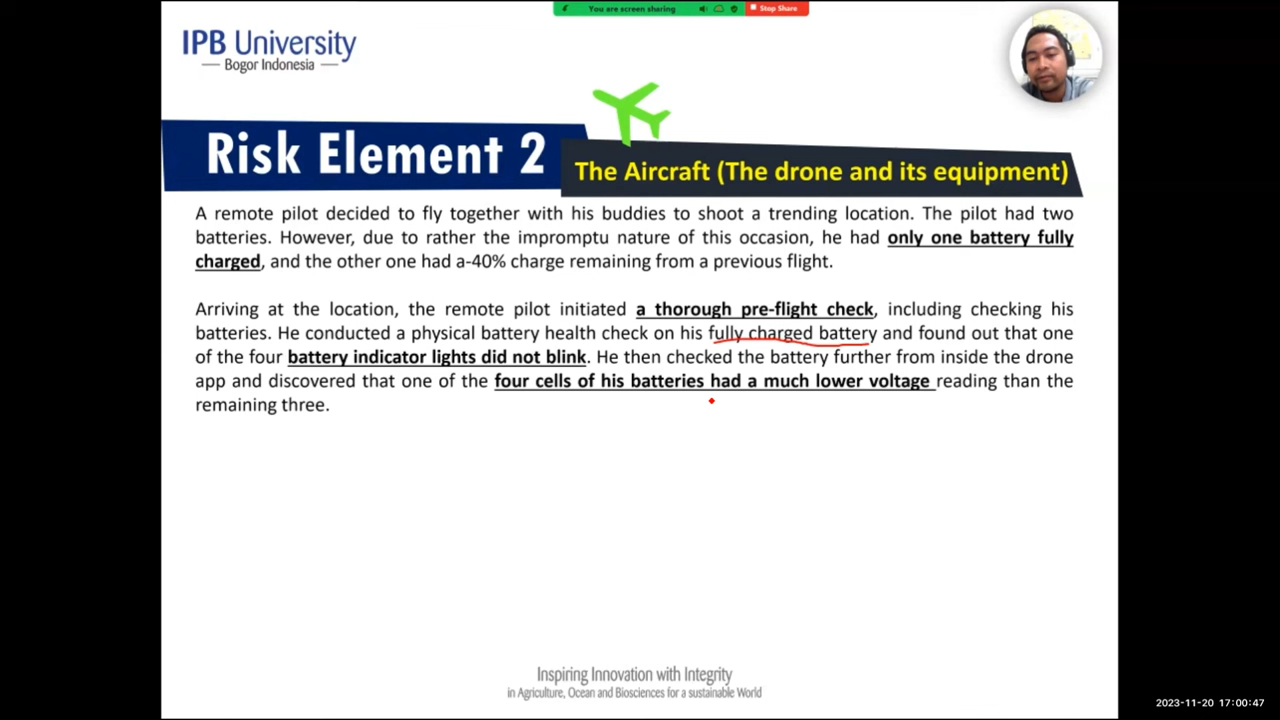 You are screen sharing
Stop Share
IPB University
Bogor Indonesia
Risk Element 2
The Aircraft (The drone and its equipment)
A remote pilot decided to fly together with his buddies to shoot a trending location. The pilot had two
batteries. However, due to rather the impromptu nature of this occasion, he had only one battery fully
charged, and the other one had a-40% charge remaining from a previous flight.
Arriving at the location, the remote pilot initiated a thorough pre-flight check, including checking his
batteries. He conducted a physical battery health check on his fully charged battery and found out that one
of the four battery indicator lights did not blink. He then checked the battery further from inside the drone
app and discovered that one of the four cells of his batteries had a much lower voltage reading than the
remaining three.
Inspiring Innovation with Integrity
in Agriculture, Ocean and Biosciences for a sustainable World
2023-11-20 17:00:47